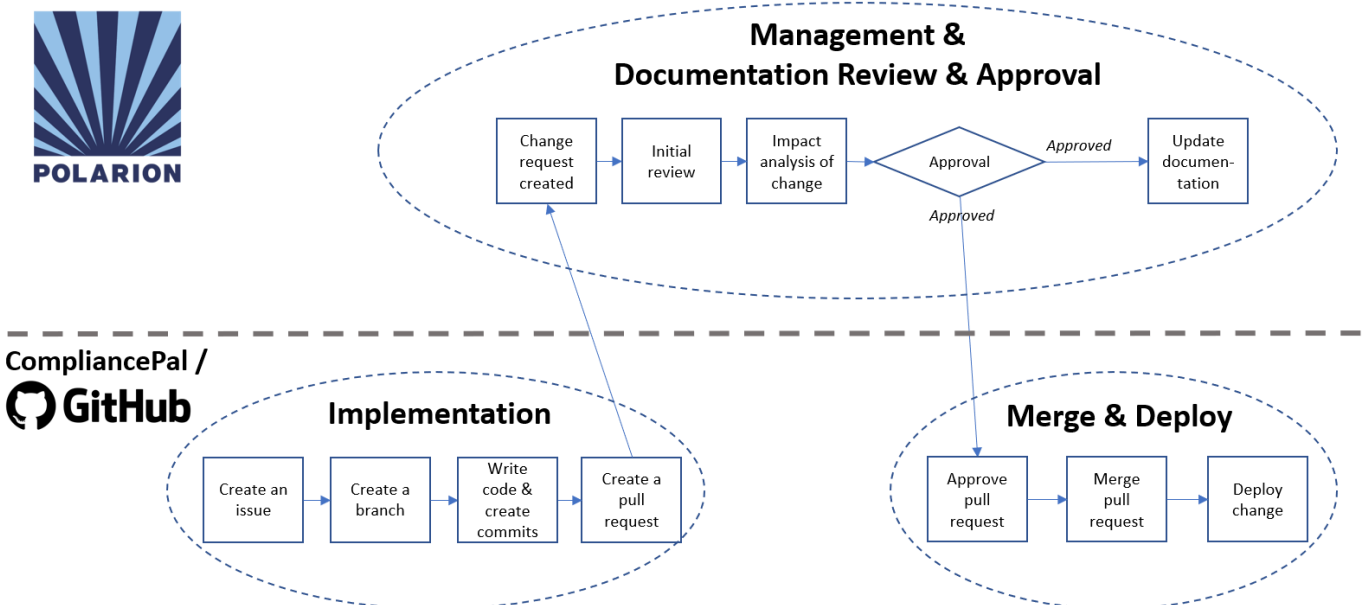 POLARION
Management &
Documentation Review & Approval
Change
request
created
Initial
review
Impact
analysis of
change
Approval
Approved
Approved
Update
documen-
tation
CompliancePal /
GitHub
Implementation
Create an
issue
Create a
branch
Write
code &
create
commits
Create a
pull
request
Merge & Deploy
Approve
pull
request
Merge
pull
request
Deploy
change